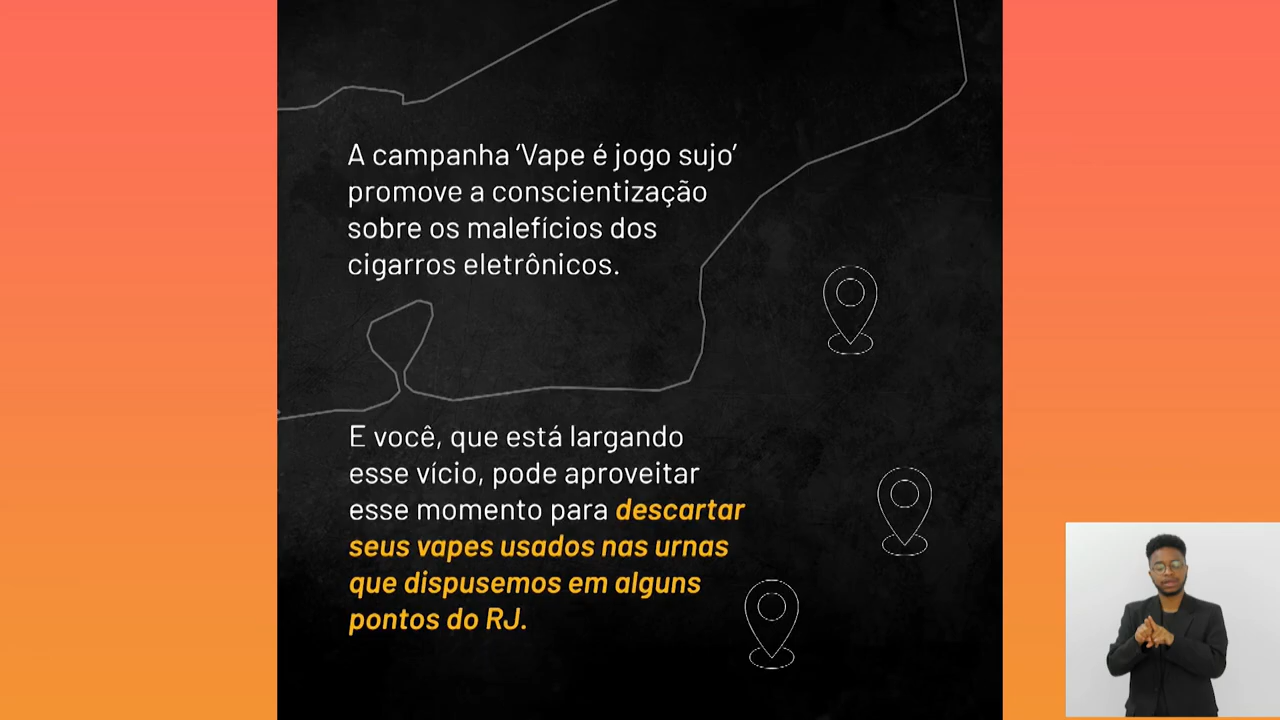 A campanha ‘Vape é jogo sujo’
promove a conscientização
sobre os malefícios dos
cigarros eletrônicos.
E você, que está largando
esse vício, pode aproveitar
esse momento para descartar
seus vapes usados nas urnas
que dispusemos em alguns
pontos do RJ.